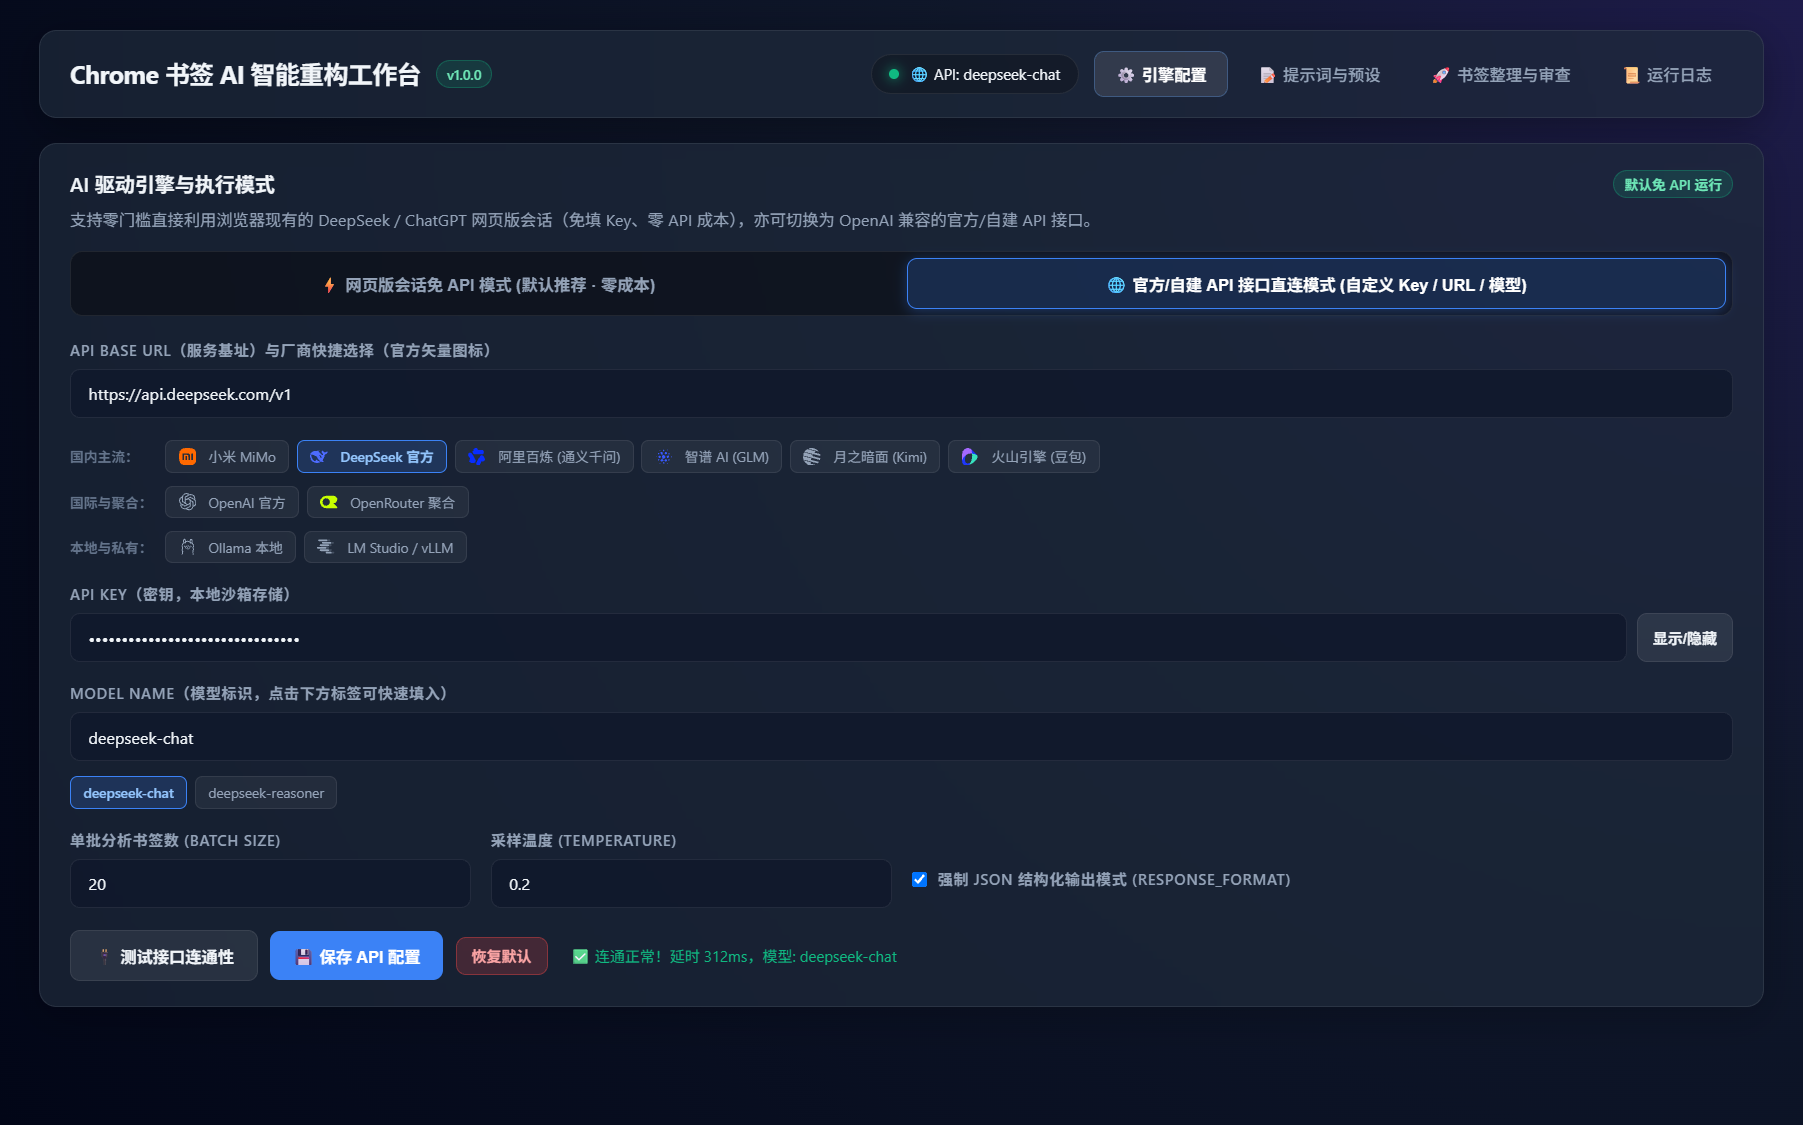 Chrome 书签 AI 智能重构工作台 v1.0.0
API: deepseek-chat
引擎配置
提示词与预设
书签整理与审查
运行日志
AI 驱动引擎与执行模式
默认免 API 运行
支持零门槛直接利用浏览器现有的 DeepSeek / ChatGPT 网页版会话（免填 Key、零 API 成本），亦可切换为 OpenAI 兼容的官方/自建 API 接口。
网页版会话免 API 模式 (默认推荐 · 零成本)
官方/自建 API 接口直连模式 (自定义 Key / URL / 模型)
API BASE URL（服务基址）与厂商快捷选择（官方矢量图标）
https://api.deepseek.com/v1
国内主流： 小米 MiMo DeepSeek 官方 阿里百炼 (通义千问) 智谱 AI (GLM) 月之暗面 (Kimi) 火山引擎 (豆包)
国际与聚合： OpenAI 官方 OpenRouter 聚合
本地与私有： Ollama 本地 LM Studio / vLLM
API KEY（密钥，本地沙箱存储）
••••••••••••••••••••••••••••••••
显示/隐藏
MODEL NAME（模型标识，点击下方标签可快速填入）
deepseek-chat
deepseek-chat deepseek-reasoner
单批分析书签数 (BATCH SIZE)
采样温度 (TEMPERATURE)
20
0.2
强制 JSON 结构化输出模式 (RESPONSE_FORMAT)
测试接口连通性
保存 API 配置
恢复默认
连通正常！延时 312ms，模型: deepseek-chat